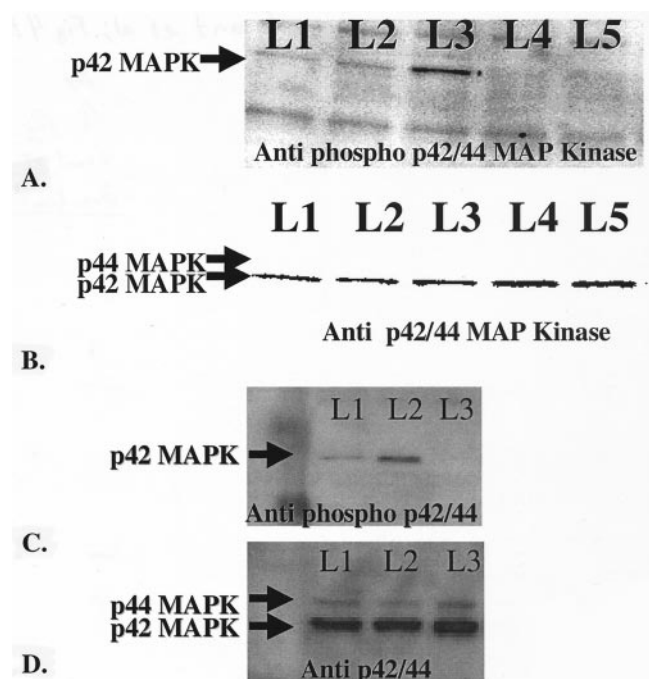 L1 L2 L3 L4 L5
p42 MAPK
Anti phospho p42/44 MAP Kinase
A.
L1 L2 L3 L4 L5
p44 MAPK
p42 MAPK
Anti p42/44 MAP Kinase
B.
L1 L2 L3
p42 MAPK
Anti phospho p42/44
C.
L1 L2 L3
p44 MAPK
p42 MAPK
Anti p42/44
D.